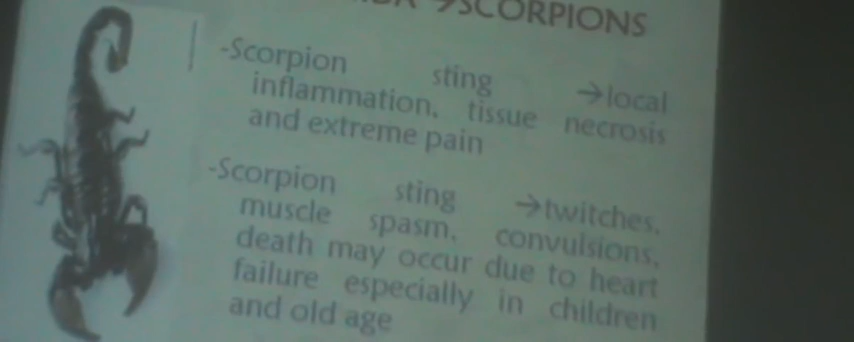 →SCORPIONS
-Scorpion sting →local
inflammation, tissue necrosis
and extreme pain
-Scorpion sting →twitches,
muscle spasm, convulsions,
death may occur due to heart
failure especially in children
and old age